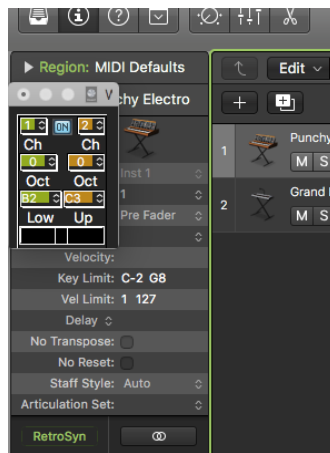 Region: MIDI Defaults
Edit
V
chy Electro
1 ON 2
Ch Ch
0 0
Oct Oct
B2 C3
Low Up
Inst 1
1
Pre Fader
Velocity:
Key Limit: C-2 G8
Vel Limit: 1 127
Delay
No Transpose:
No Reset:
Staff Style: Auto
Articulation Set:
RetroSyn
1
Punchy
M S
2
Grand
M S